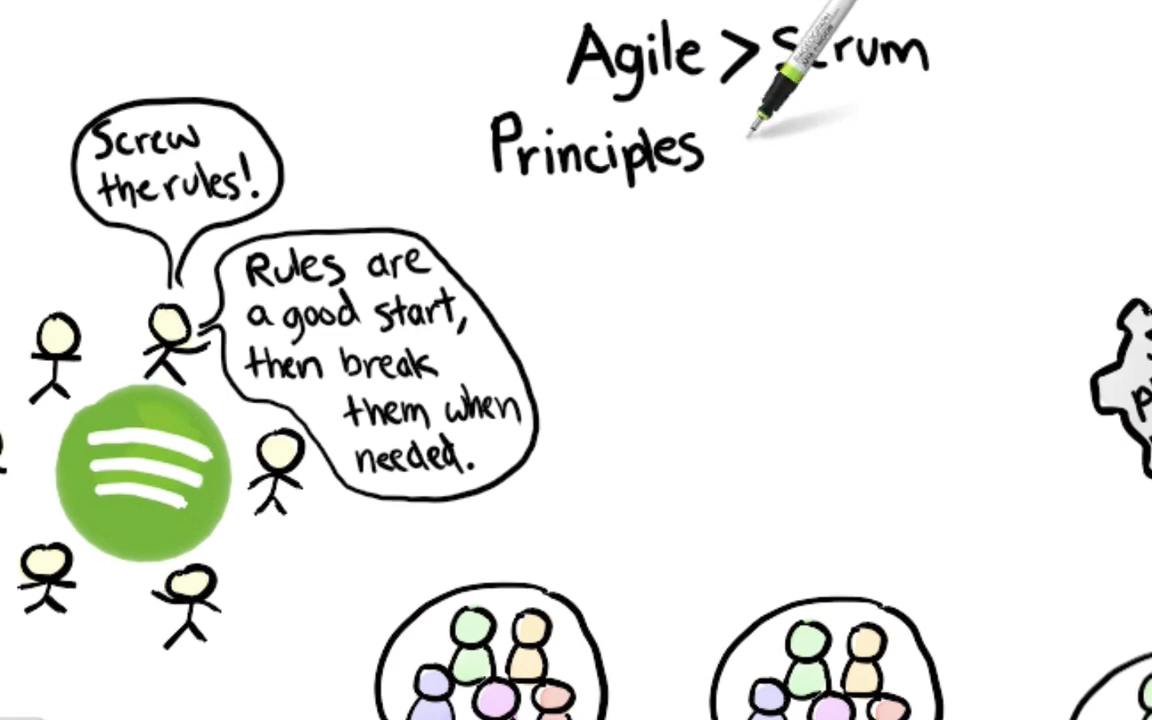 Agile > Scrum
Principles
Screw
the rules!
Rules are
a good start,
then break
them when
needed.